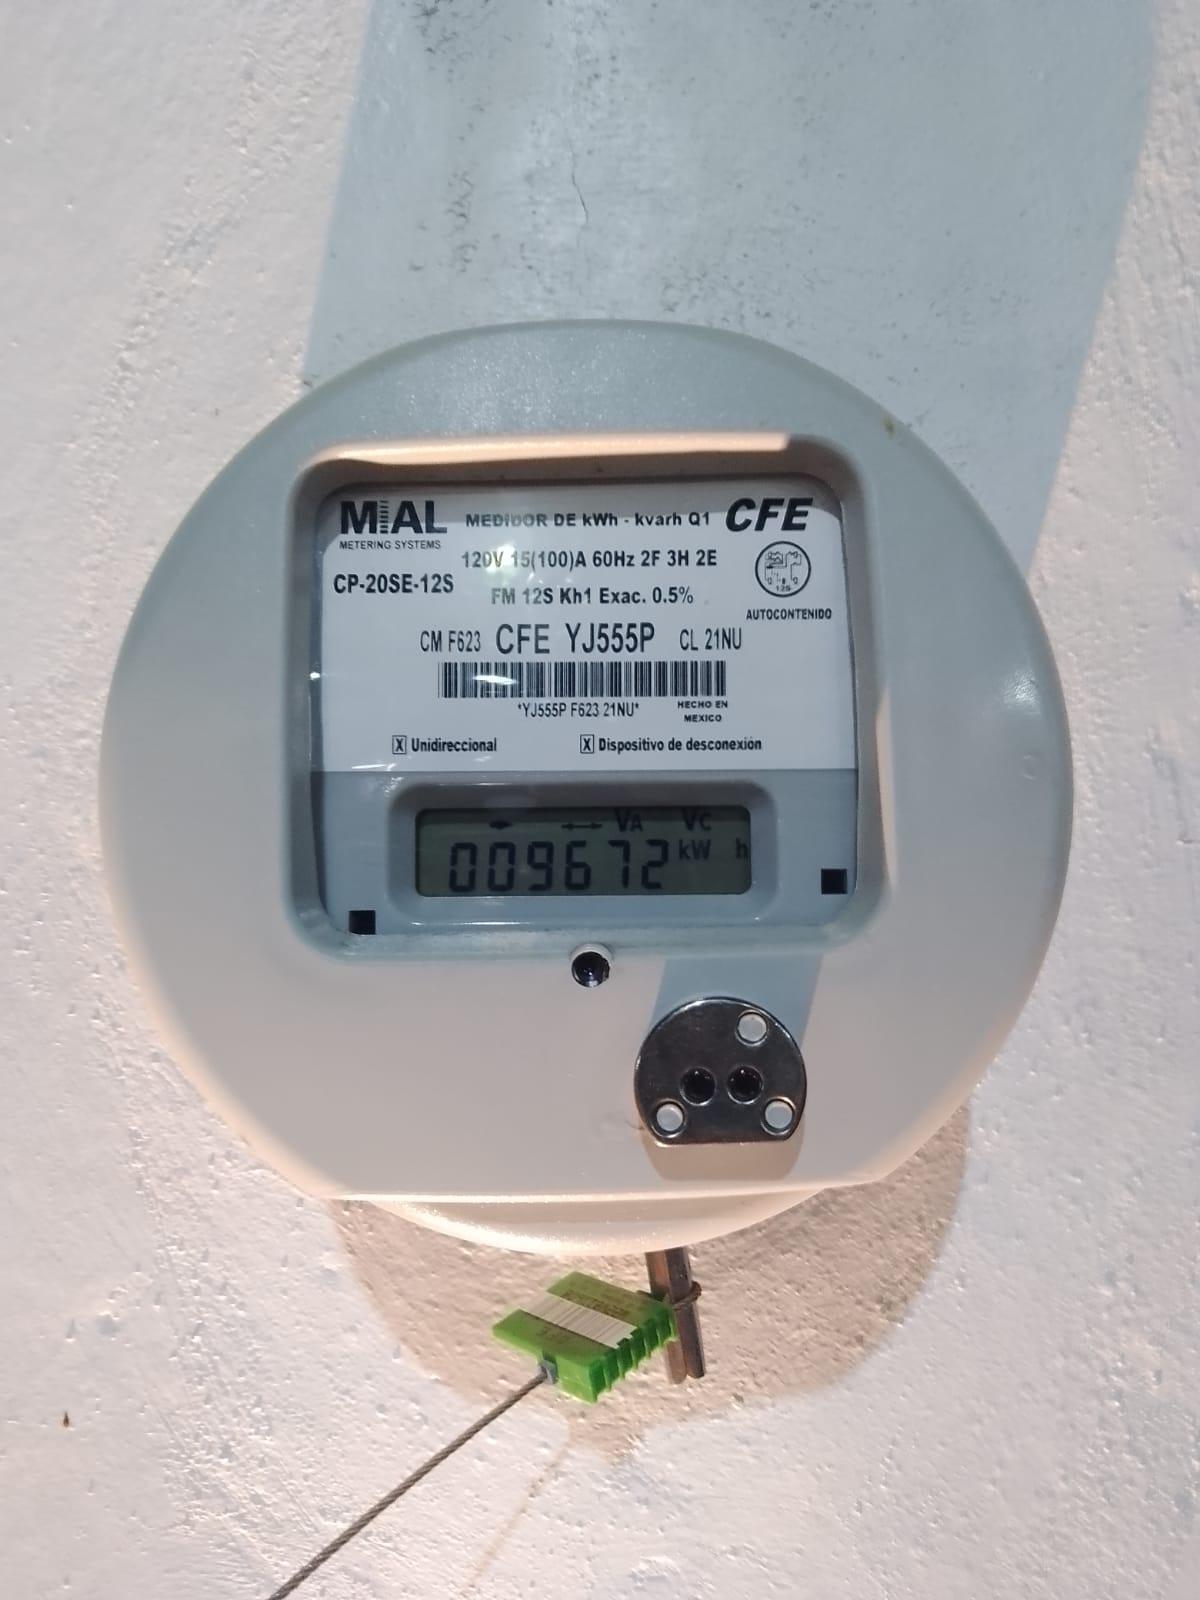 MIAL
METERING SYSTEMS
MEDIDOR DE kWh - kvarh Q1
CFE
120V 15(100)A 60Hz 2F 3H 2E
CP-20SE-12S
FM 12S Kh1 Exac. 0.5%
12S
AUTOCONTENIDO
CM F623 CFE YJ555P CL 21NU
*YJ555P F623 21NU*
HECHO EN
MEXICO
X Unidireccional
X Dispositivo de desconexión
VA VC
009672 kW h